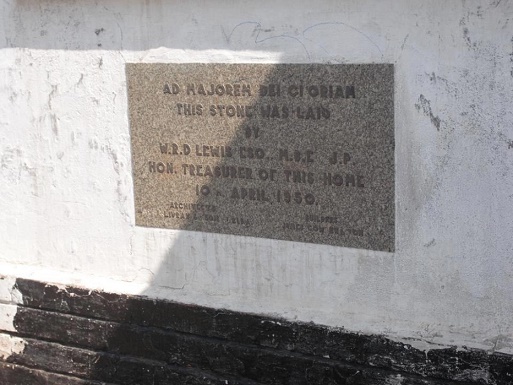 AD MAJOREM DEI GLORIAM
THIS STONE WAS LAID
BY
W.R.D LEWIS ESQ. M.B.E J.P.
HON. TREASURER OF THIS HOME
10TH APRIL 1950.
ARCHITECTS
BUILDERS